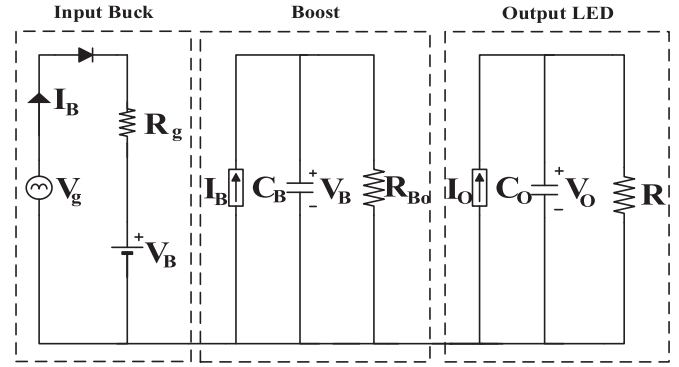 Input Buck
Boost
Output LED
I_B
R_g
V_g
+
V_B
I_B
C_B
+
V_B
−
R_Bo
I_O
C_O
+
V_O
−
R